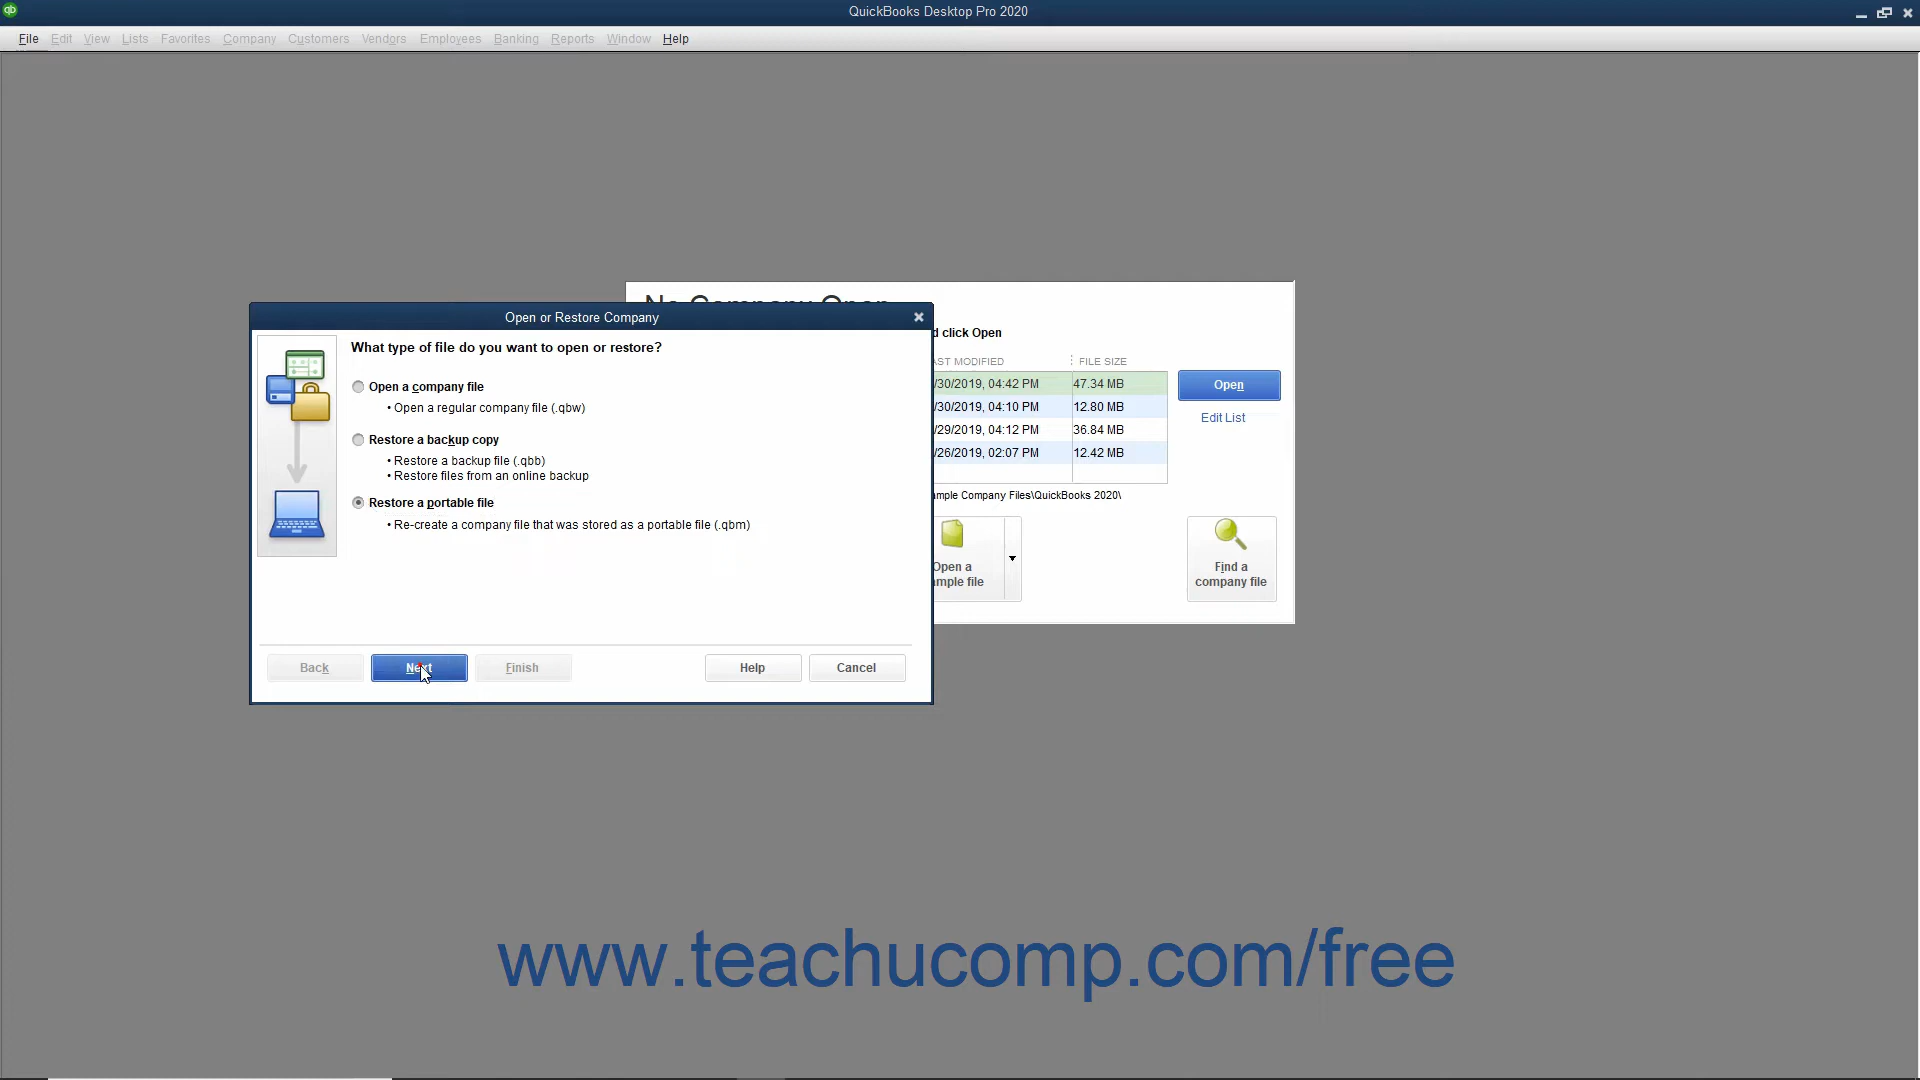 QuickBooks Desktop Pro 2020
File Edit View Lists Favorites Company Customers Vendors Employees Banking Reports Window Help
No Company Open
Open or Restore Company
What type of file do you want to open or restore?
Open a company file
• Open a regular company file (.qbw)
Restore a backup copy
• Restore a backup file (.qbb)
• Restore files from an online backup
Restore a portable file
• Re-create a company file that was stored as a portable file (.qbm)
Back Next Finish Help Cancel
d click Open
AST MODIFIED FILE SIZE
/30/2019, 04:42 PM 47.34 MB
/30/2019, 04:10 PM 12.80 MB
/29/2019, 04:12 PM 36.84 MB
/26/2019, 02:07 PM 12.42 MB
Open
Edit List
ample Company Files\QuickBooks 2020\
Open a
mple file
Find a
company file
www.teachucomp.com/free